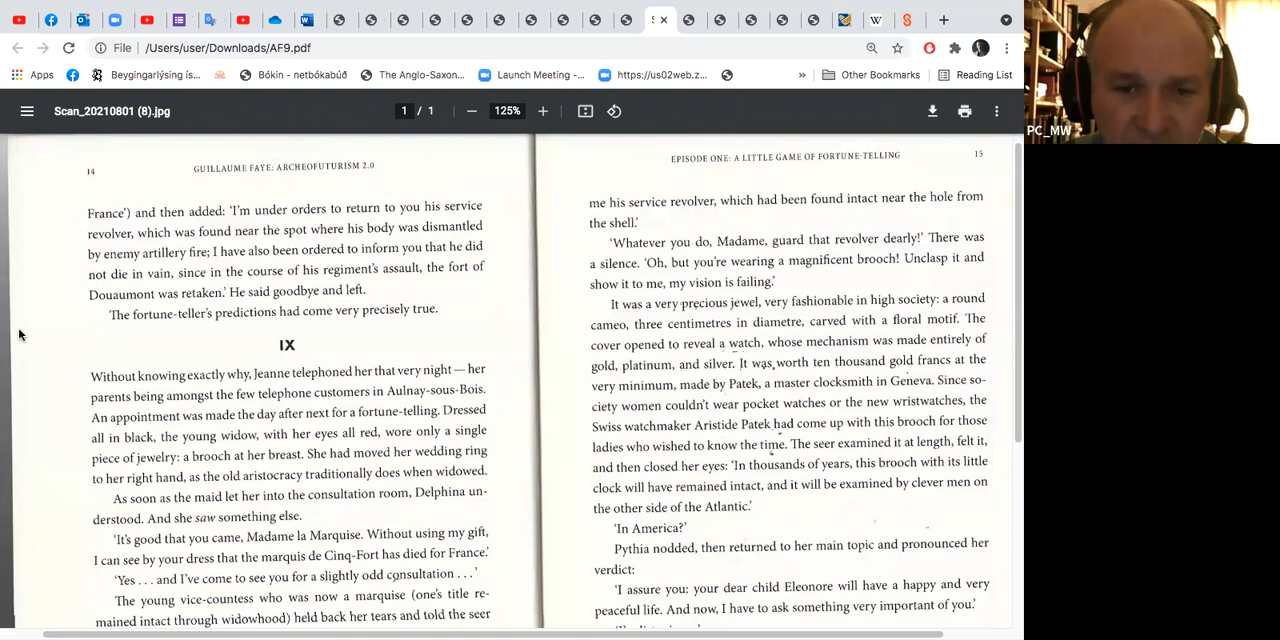 File
/Users/user/Downloads/AF9.pdf
Apps
Beygingarlýsing ís...
Bókin - netbókabúð
The Anglo-Saxon...
Launch Meeting -...
https://us02web.z...
»
Other Bookmarks
Reading List
Scan_20210801 (8).jpg
1 / 1
125%
PC_MW
14
GUILLAUME FAYE: ARCHEOFUTURISM 2.0
France’) and then added: ‘I’m under orders to return to you his service
revolver, which was found near the spot where his body was dismantled
by enemy artillery fire; I have also been ordered to inform you that he did
not die in vain, since in the course of his regiment’s assault, the fort of
Douaumont was retaken.’ He said goodbye and left.
The fortune-teller’s predictions had come very precisely true.
IX
Without knowing exactly why, Jeanne telephoned her that very night — her
parents being amongst the few telephone customers in Aulnay-sous-Bois.
An appointment was made the day after next for a fortune-telling. Dressed
all in black, the young widow, with her eyes all red, wore only a single
piece of jewelry: a brooch at her breast. She had moved her wedding ring
to her right hand, as the old aristocracy traditionally does when widowed.
As soon as the maid let her into the consultation room, Delphina un-
derstood. And she saw something else.
‘It’s good that you came, Madame la Marquise. Without using my gift,
I can see by your dress that the marquis de Cinq-Fort has died for France.’
‘Yes . . . and I’ve come to see you for a slightly odd consultation . . .’
The young vice-countess who was now a marquise (one’s title re-
mained intact through widowhood) held back her tears and told the seer
EPISODE ONE: A LITTLE GAME OF FORTUNE-TELLING
15
me his service revolver, which had been found intact near the hole from
the shell.’
‘Whatever you do, Madame, guard that revolver dearly!’ There was
a silence. ‘Oh, but you’re wearing a magnificent brooch! Unclasp it and
show it to me, my vision is failing.’
It was a very precious jewel, very fashionable in high society: a round
cameo, three centimetres in diametre, carved with a floral motif. The
cover opened to reveal a watch, whose mechanism was made entirely of
gold, platinum, and silver. It was worth ten thousand gold francs at the
very minimum, made by Patek, a master clocksmith in Geneva. Since so-
ciety women couldn’t wear pocket watches or the new wristwatches, the
Swiss watchmaker Aristide Patek had come up with this brooch for those
ladies who wished to know the time. The seer examined it at length, felt it,
and then closed her eyes: ‘In thousands of years, this brooch with its little
clock will have remained intact, and it will be examined by clever men on
the other side of the Atlantic.’
‘In America?’
Pythia nodded, then returned to her main topic and pronounced her
verdict:
‘I assure you: your dear child Eleonore will have a happy and very
peaceful life. And now, I have to ask something very important of you.’